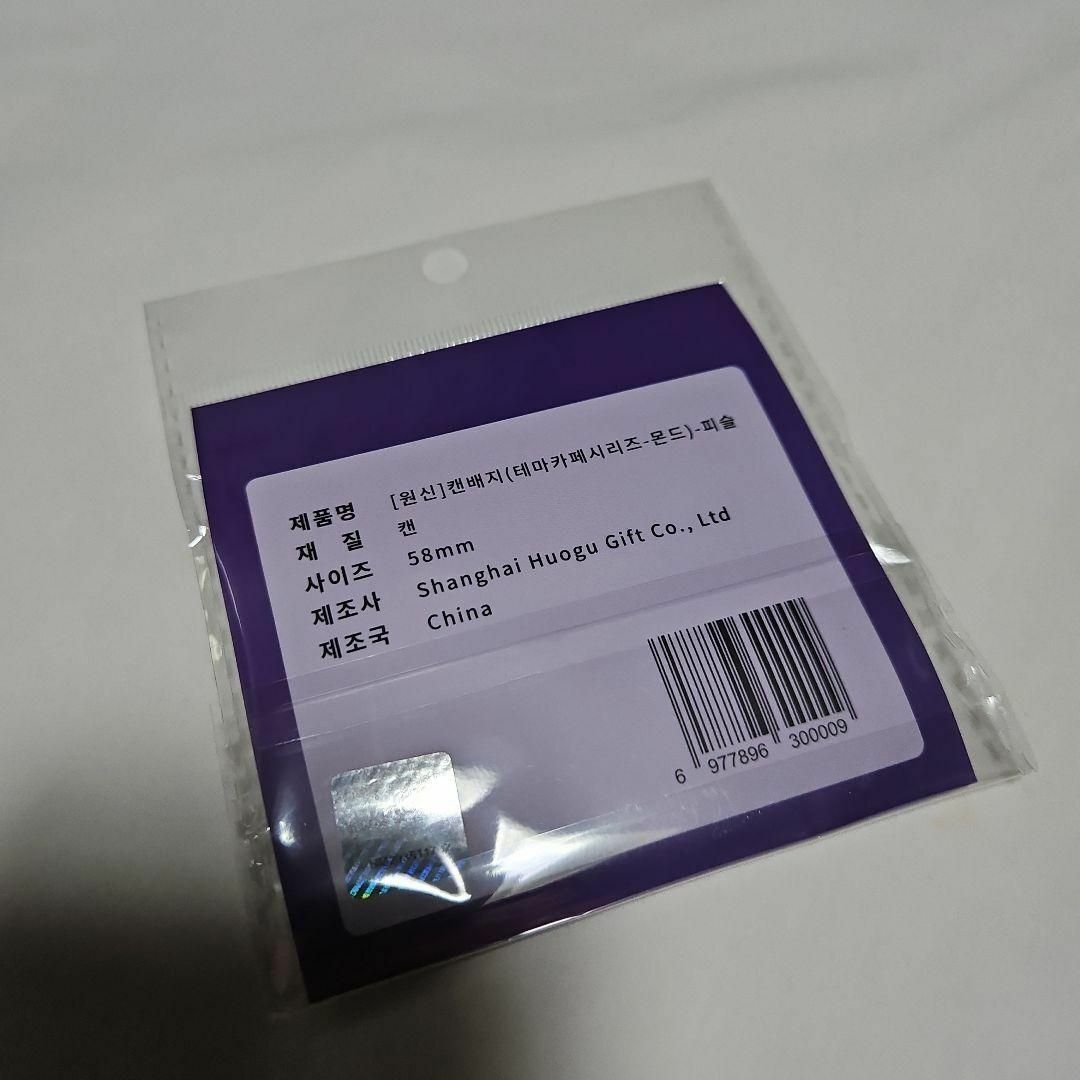 제품명 [원신]캔배지(테마카페시리즈-몬드)-피슬
재 질 캔
사이즈 58mm
제조사 Shanghai Huogu Gift Co., Ltd
제조국 China
6 977896 300009